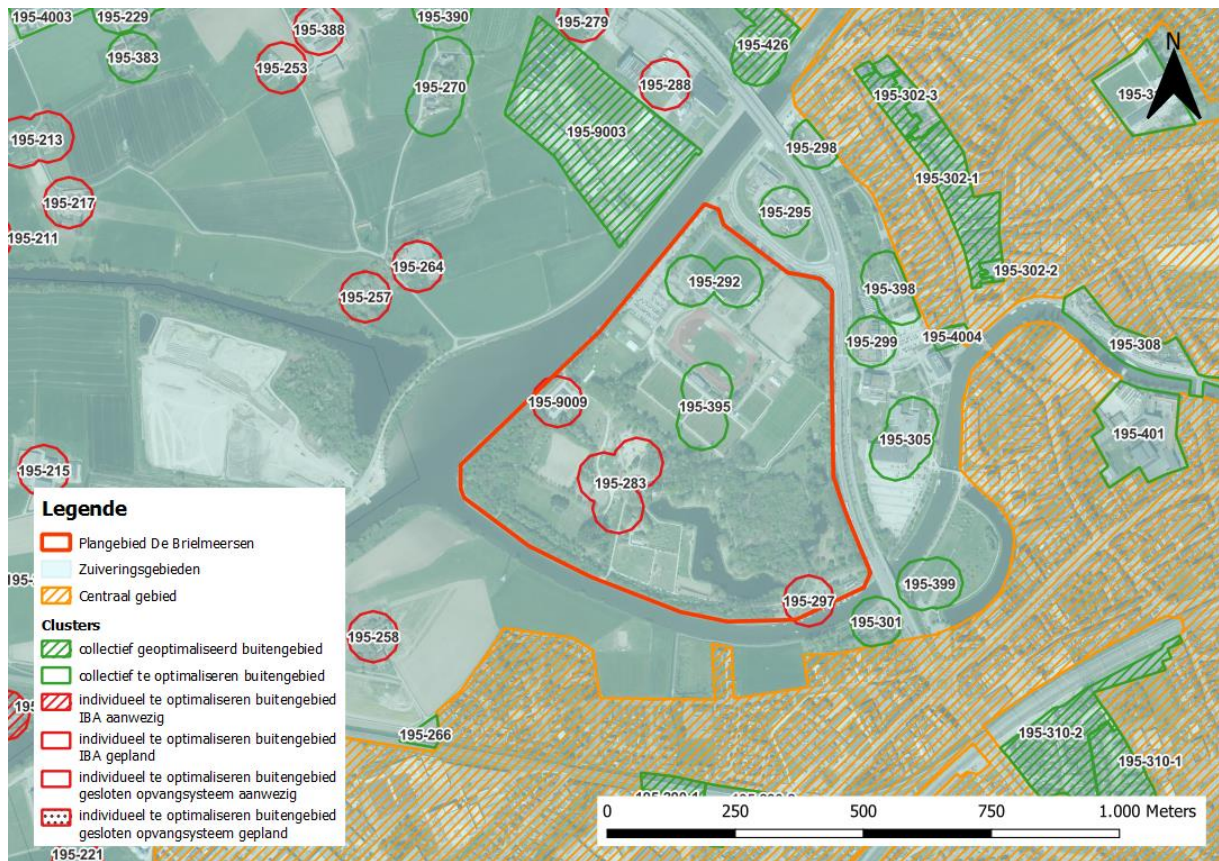 195-4003
195-229
195-390
195-279
195-388
195-426
195-383
195-253
195-270
195-288
N
195-302-3
195-213
195-9003
195-298
195-302-1
195-217
195-295
195-211
195-264
195-302-2
195-257
195-292
195-398
195-299
195-4004
195-308
195-9009
195-395
195-305
195-401
195-215
195-283
195-399
195-297
195-301
195-258
195-266
195-310-2
195-310-1
195-221
Legende
Plangebied De Brielmeersen
Zuiveringsgebieden
Centraal gebied
Clusters
collectief geoptimaliseerd buitengebied
collectief te optimaliseren buitengebied
individueel te optimaliseren buitengebied
IBA aanwezig
individueel te optimaliseren buitengebied
IBA gepland
individueel te optimaliseren buitengebied
gesloten opvangsysteem aanwezig
individueel te optimaliseren buitengebied
gesloten opvangsysteem gepland
0 250 500 750 1.000 Meters